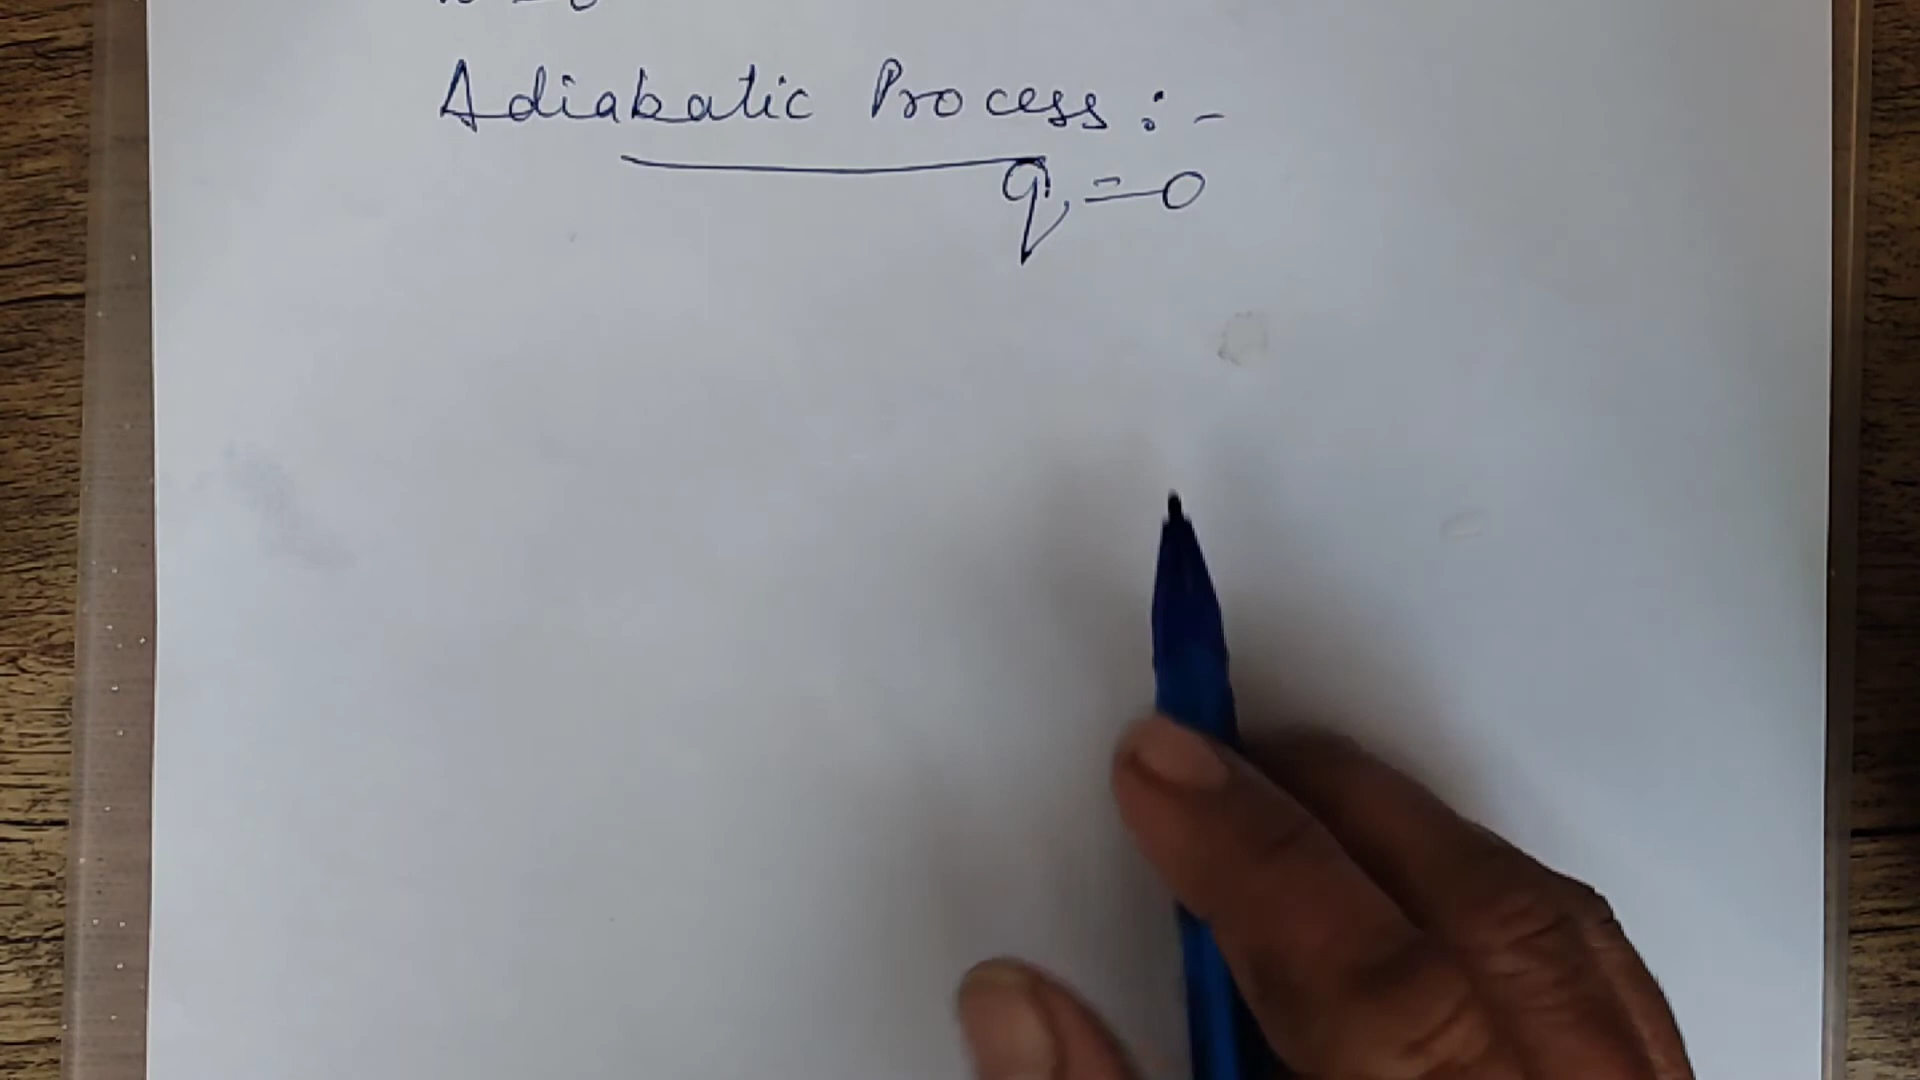 Adiabatic Process :-
q = 0